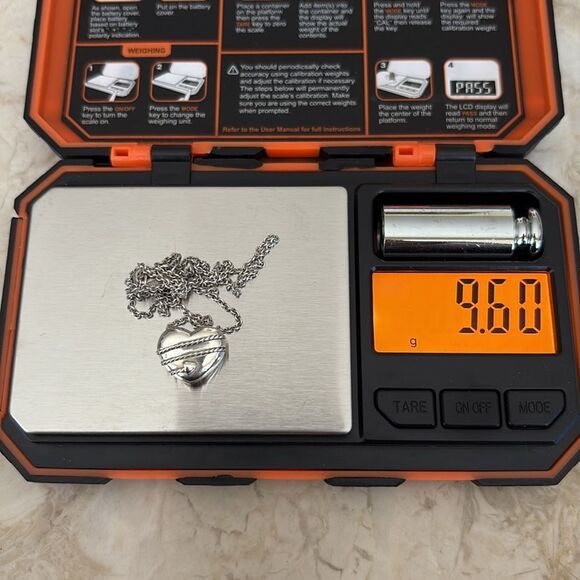 As shown, open
the battery cover,
place battery
based on battery
slot's "+" "-"
polarity indication.
Put on the battery
cover.
Place a container
on the platform
then press the
TARE key to zero
the scale.
Add item(s) into
the container and
the display will
show the actual
weight of the
contents.
Press and hold
the MODE key until
the display reads
"CAL" then release
the key.
Press the MODE
key again and the
display will show
the required
calibration weight.
WEIGHING
1
Press the ON/OFF
key to turn the
scale on.
2
Press the MODE
key to change the
weighing unit.
You should periodically check
accuracy using calibration weights
and adjust the calibration if necessary.
The steps below will permanently
adjust the scale's calibration. Make
sure you are using the correct weights
when prompted.
Refer to the User Manual for full instructions
3
Place the weight
the center of the
platform.
4
PASS
The LCD display will
read PASS and then
return to normal
weighing mode.
9.60
g
TARE
ON OFF
MODE